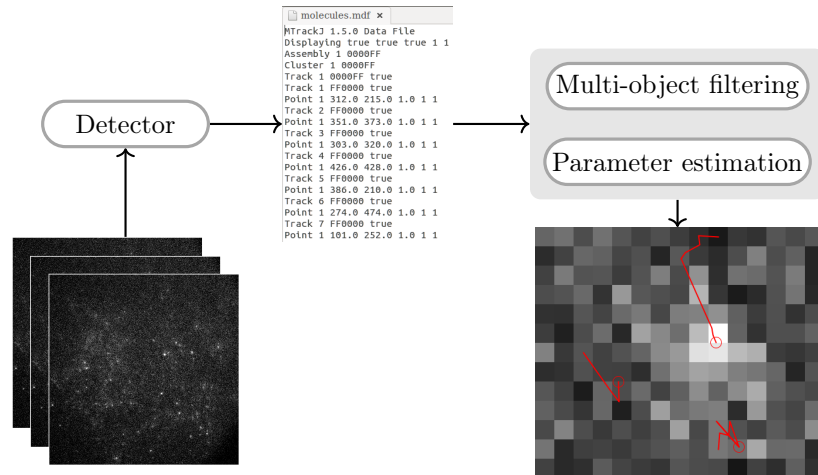 molecules.mdf ×
MTrackJ 1.5.0 Data File
Displaying true true true 1 1
Assembly 1 0000FF
Cluster 1 0000FF
Track 1 0000FF true
Track 1 FF0000 true
Point 1 312.0 215.0 1.0 1 1
Track 2 FF0000 true
Point 1 351.0 373.0 1.0 1 1
Track 3 FF0000 true
Point 1 303.0 320.0 1.0 1 1
Track 4 FF0000 true
Point 1 426.0 428.0 1.0 1 1
Track 5 FF0000 true
Point 1 386.0 210.0 1.0 1 1
Track 6 FF0000 true
Point 1 274.0 474.0 1.0 1 1
Track 7 FF0000 true
Point 1 101.0 252.0 1.0 1 1
Detector
Multi-object filtering
Parameter estimation